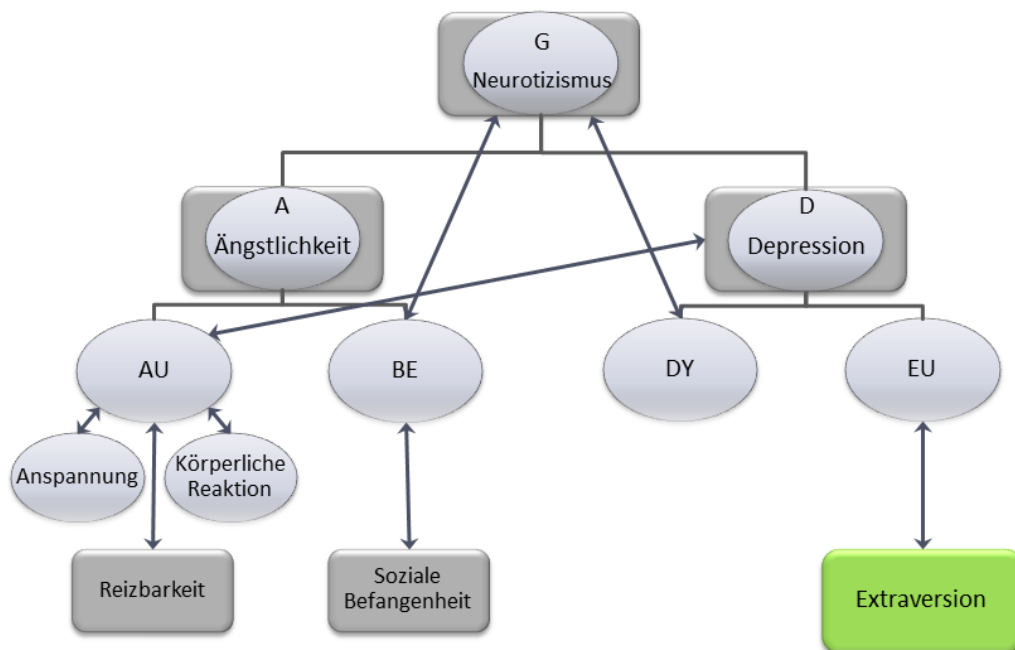 G
Neurotizismus
A
Ängstlichkeit
D
Depression
AU
BE
DY
EU
Anspannung
Körperliche
Reaktion
Reizbarkeit
Soziale
Befangenheit
Extraversion